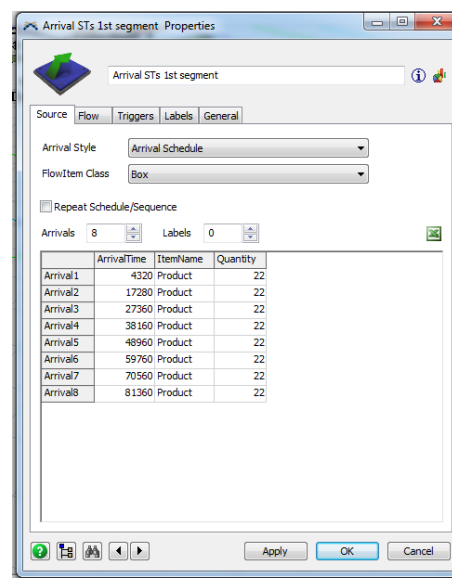 Arrival STs 1st segment Properties
Arrival STs 1st segment
Source Flow Triggers Labels General
Arrival Style Arrival Schedule
FlowItem Class Box
Repeat Schedule/Sequence
Arrivals 8 Labels 0
ArrivalTime ItemName Quantity
Arrival1 4320 Product 22
Arrival2 17280 Product 22
Arrival3 27360 Product 22
Arrival4 38160 Product 22
Arrival5 48960 Product 22
Arrival6 59760 Product 22
Arrival7 70560 Product 22
Arrival8 81360 Product 22
Apply OK Cancel